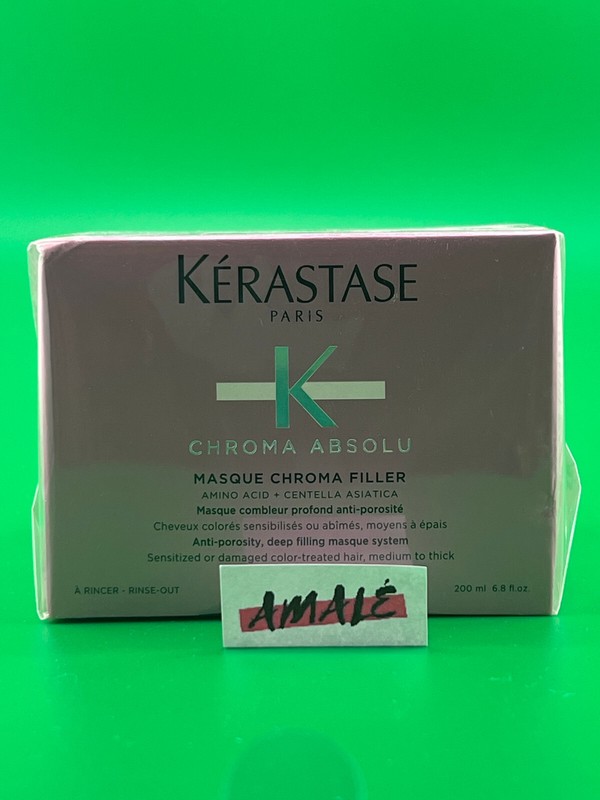 KÉRASTASE
PARIS
K
CHROMA ABSOLU
MASQUE CHROMA FILLER
AMINO ACID + CENTELLA ASIATICA
Masque combleur profond anti-porosité
Cheveux colorés sensibilisés ou abîmés, moyens à épais
Anti-porosity, deep filling masque system
Sensitized or damaged color-treated hair, medium to thick
À RINCER - RINSE-OUT
200 ml 6.8 fl.oz.
AMALÉ